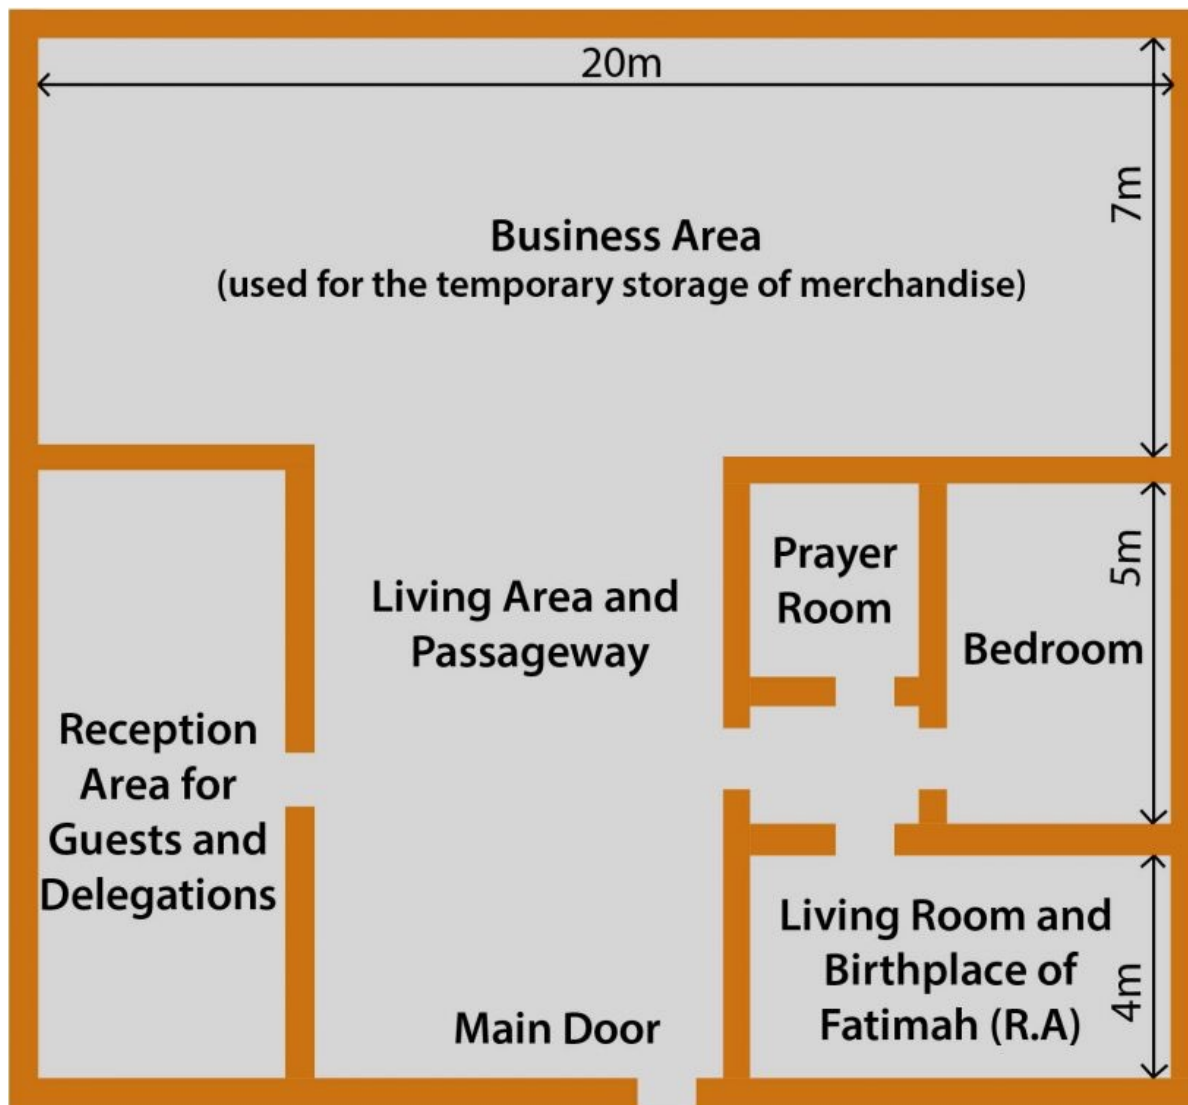 20m
7m
Business Area
(used for the temporary storage of merchandise)
Prayer
Room
5m
Living Area and
Passageway
Bedroom
Reception
Area for
Guests and
Delegations
Living Room and
Birthplace of
Fatimah (R.A)
4m
Main Door